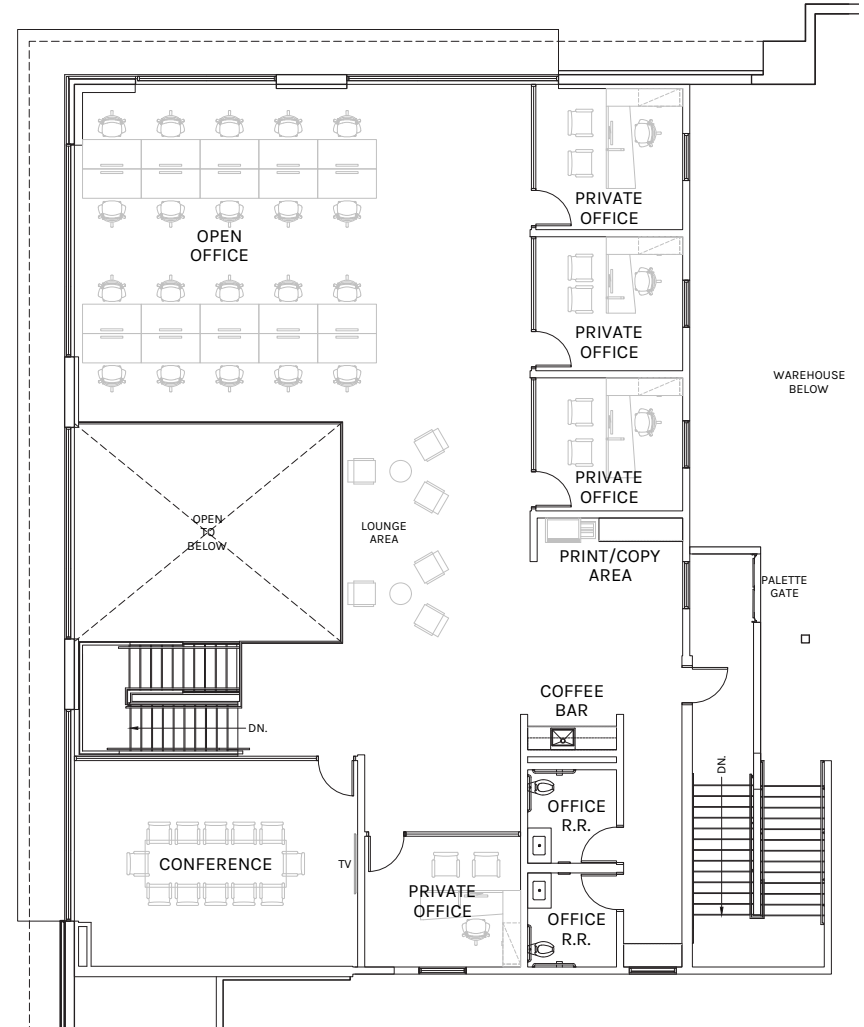 PRIVATE
OFFICE
OPEN
OFFICE
PRIVATE
OFFICE
WAREHOUSE
BELOW
PRIVATE
OFFICE
OPEN
TO
BELOW
LOUNGE
AREA
PRINT/COPY
AREA
PALETTE
GATE
COFFEE
BAR
DN.
DN.
OFFICE
R.R.
CONFERENCE
TV
PRIVATE
OFFICE
OFFICE
R.R.